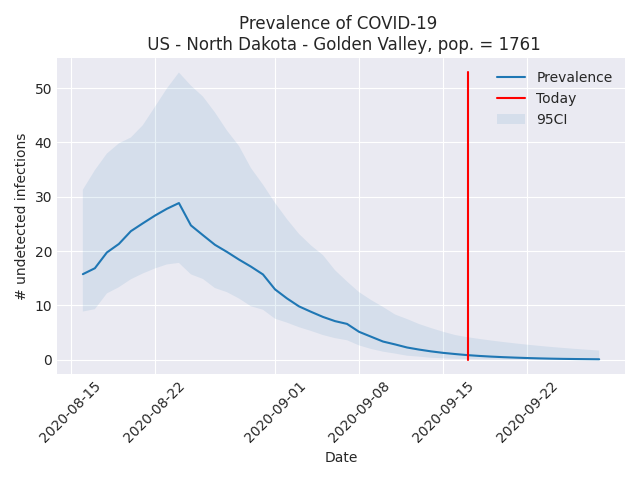 Prevalence of COVID-19
US - North Dakota - Golden Valley, pop. = 1761
Prevalence
Today
95CI
# undetected infections
50
40
30
20
10
0
2020-08-15
2020-08-22
2020-09-01
2020-09-08
2020-09-15
2020-09-22
Date